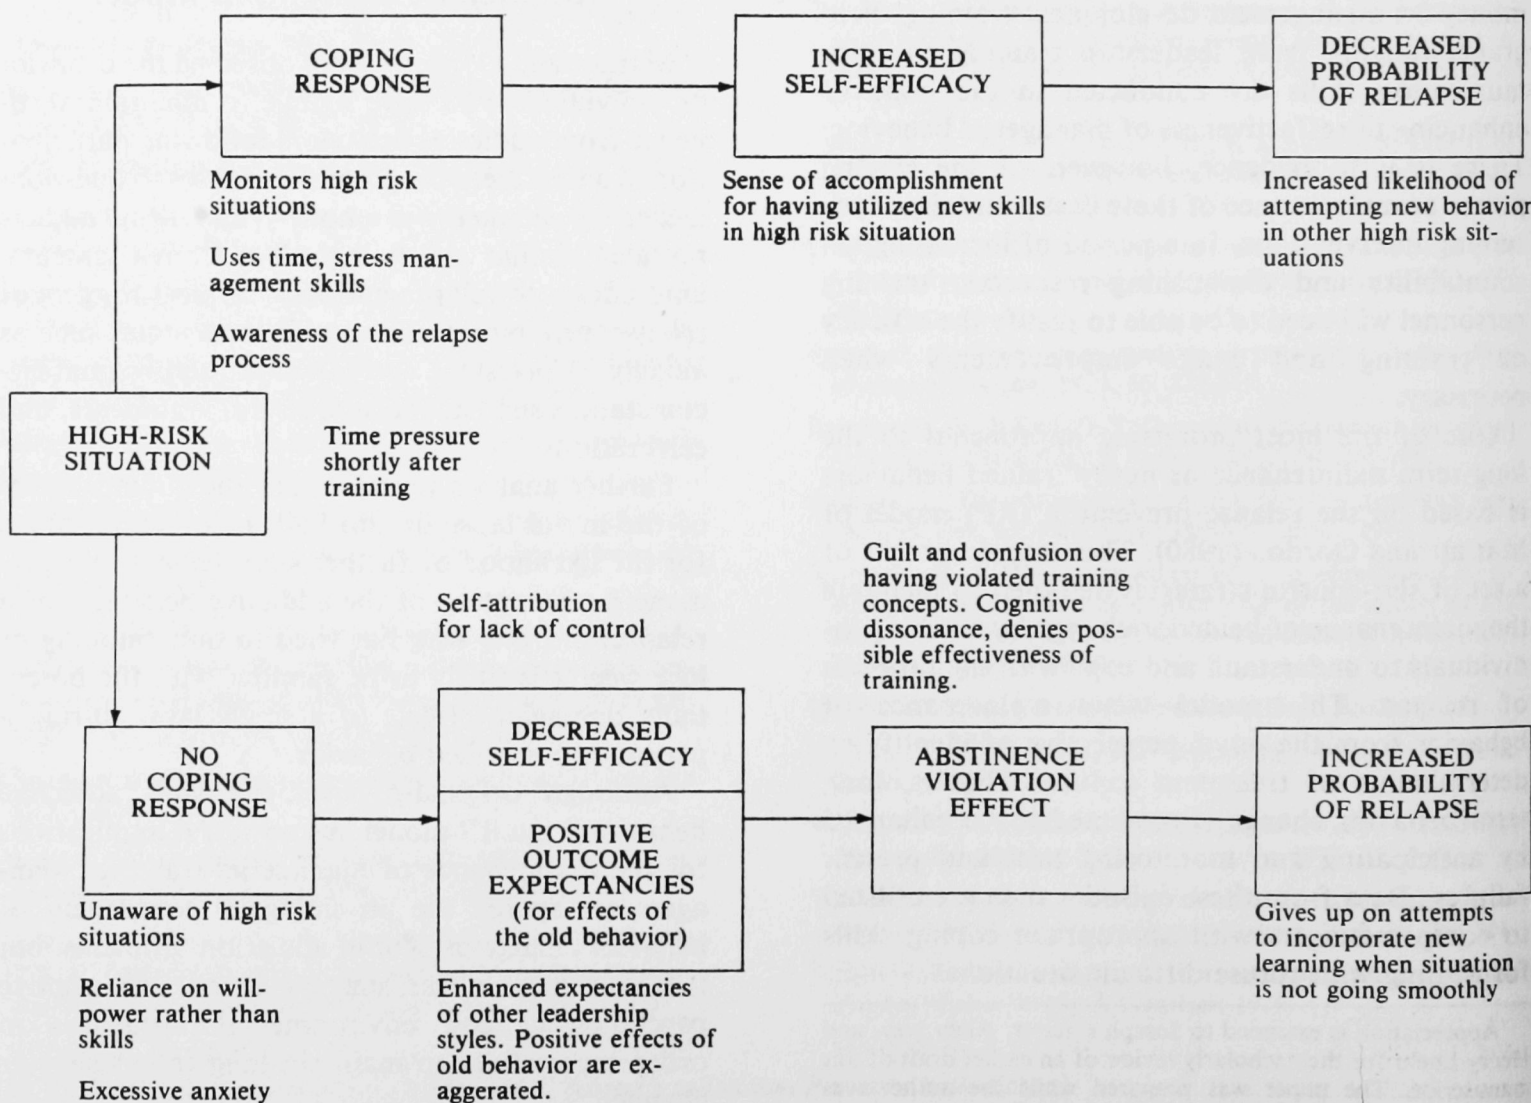 COPING
RESPONSE
INCREASED
SELF-EFFICACY
DECREASED
PROBABILITY
OF RELAPSE
Monitors high risk
situations
Uses time, stress man-
agement skills
Awareness of the relapse
process
Sense of accomplishment
for having utilized new skills
in high risk situation
Increased likelihood of
attempting new behavior
in other high risk sit-
uations
HIGH-RISK
SITUATION
Time pressure
shortly after
training
Self-attribution
for lack of control
Guilt and confusion over
having violated training
concepts. Cognitive
dissonance, denies pos-
sible effectiveness of
training.
NO
COPING
RESPONSE
DECREASED
SELF-EFFICACY
POSITIVE
OUTCOME
EXPECTANCIES
(for effects of
the old behavior)
ABSTINENCE
VIOLATION
EFFECT
INCREASED
PROBABILITY
OF RELAPSE
Unaware of high risk
situations
Reliance on will-
power rather than
skills
Excessive anxiety
Enhanced expectancies
of other leadership
styles. Positive effects of
old behavior are ex-
aggerated.
Gives up on attempts
to incorporate new
learning when situation
is not going smoothly